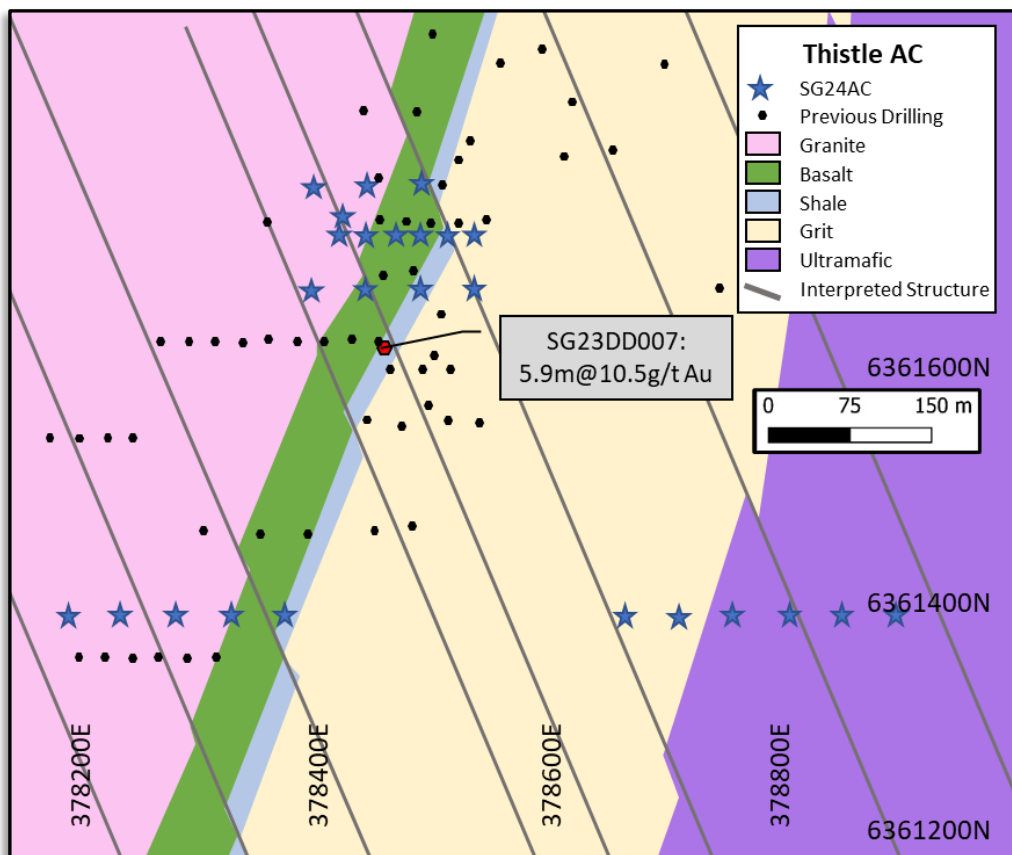 Thistle AC
SG24AC
Previous Drilling
Granite
Basalt
Shale
Grit
Ultramafic
Interpreted Structure
SG23DD007:
5.9m@10.5g/t Au
6361600N
0 75 150 m
6361400N
378200E
378400E
378600E
378800E
6361200N